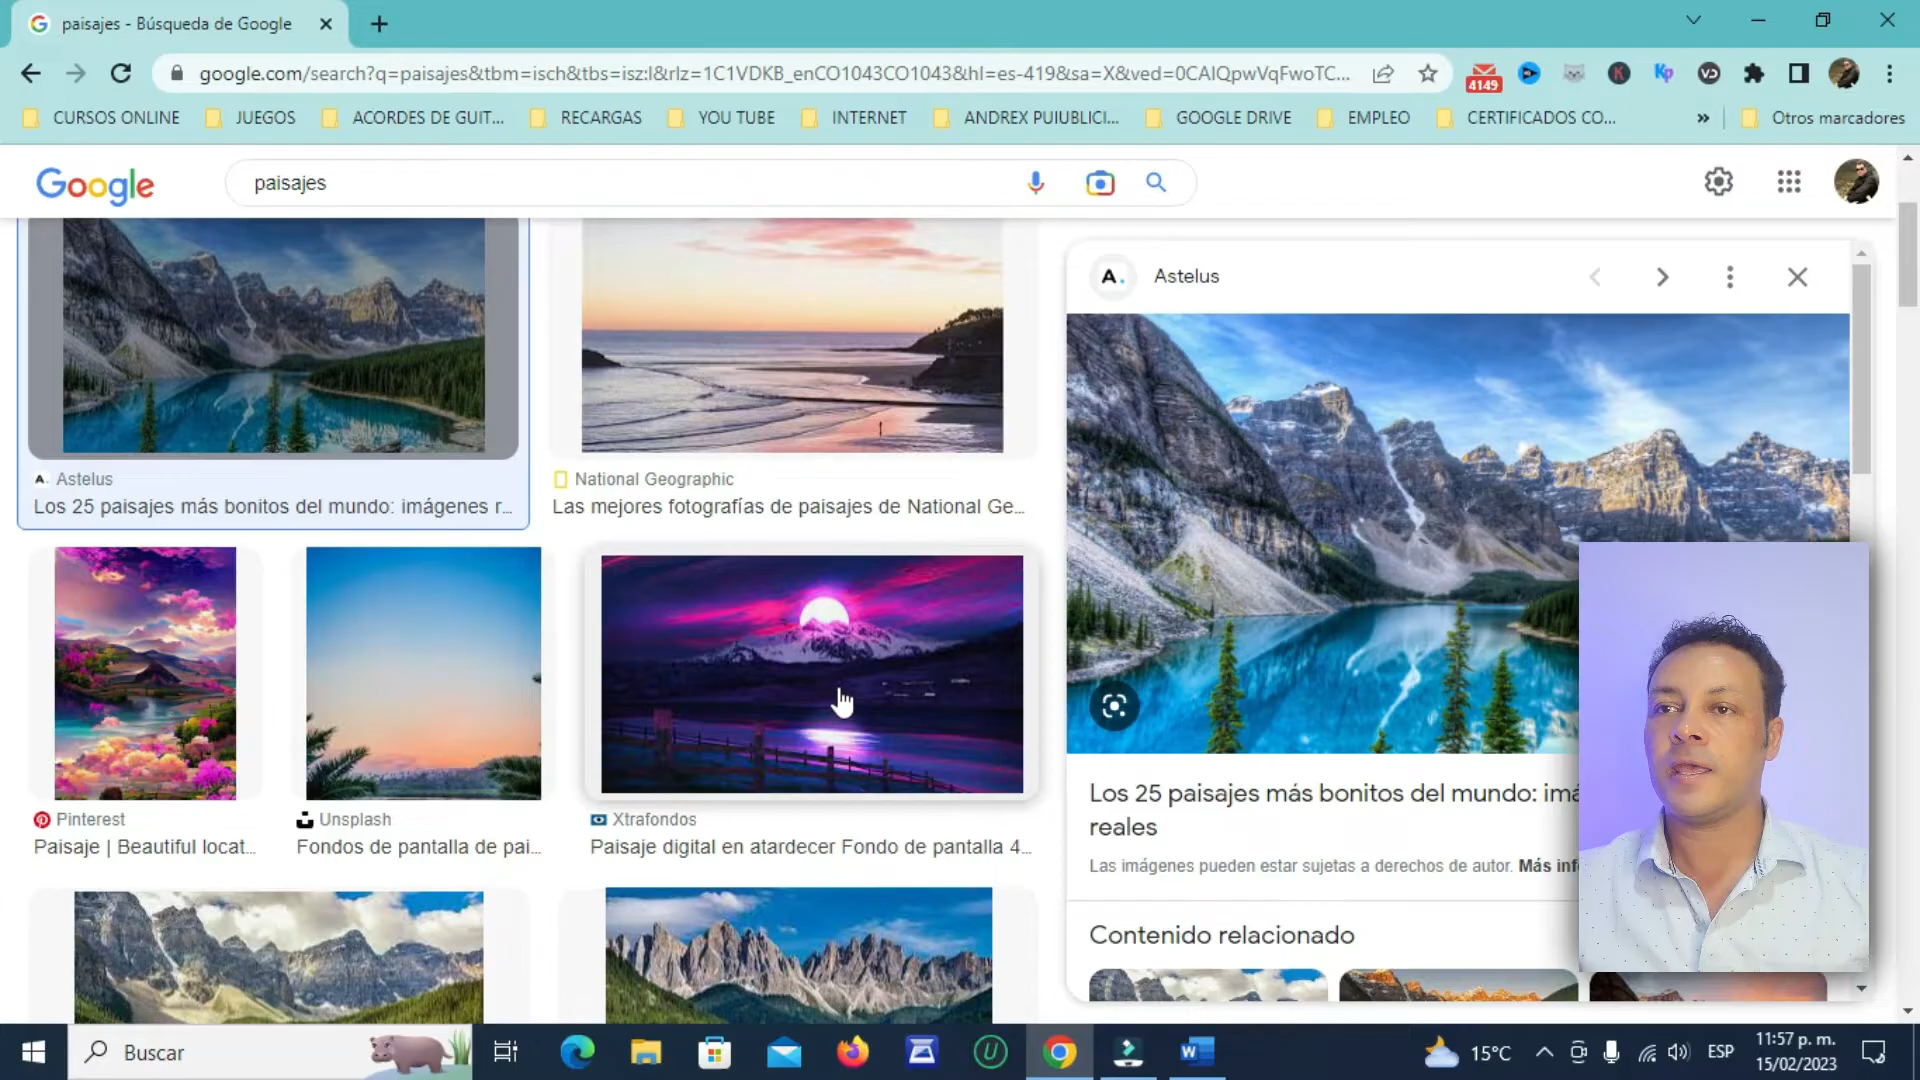 paisajes - Búsqueda de Google
google.com/search?q=paisajes&tbm=isch&tbs=isz:l&rlz=1C1VDKB_enCO1043CO1043&hl=es-419&sa=X&ved=0CAIQpwVqFwoTC...
4149
CURSOS ONLINE
JUEGOS
ACORDES DE GUIT...
RECARGAS
YOU TUBE
INTERNET
ANDREX PUIUBLICI...
GOOGLE DRIVE
EMPLEO
CERTIFICADOS CO...
»
Otros marcadores
Google
paisajes
A. Astelus
Los 25 paisajes más bonitos del mundo: imágenes r...
National Geographic
Las mejores fotografías de paisajes de National Ge...
Pinterest
Paisaje | Beautiful locat...
Unsplash
Fondos de pantalla de pai...
Xtrafondos
Paisaje digital en atardecer Fondo de pantalla 4...
A. Astelus
Los 25 paisajes más bonitos del mundo: imá
reales
Las imágenes pueden estar sujetas a derechos de autor. Más inf
Contenido relacionado
Buscar
15°C
ESP
11:57 p. m.
15/02/2023